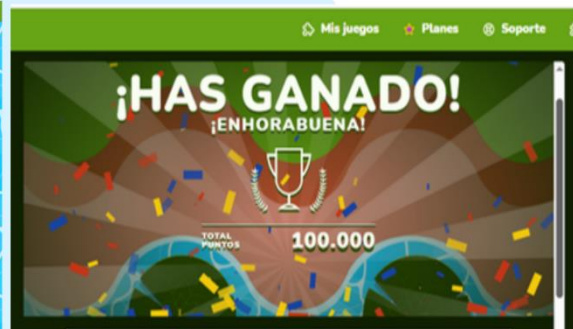 Mis juegos Planes Soporte
¡HAS GANADO!
¡ENHORABUENA!
TOTAL PUNTOS 100.000